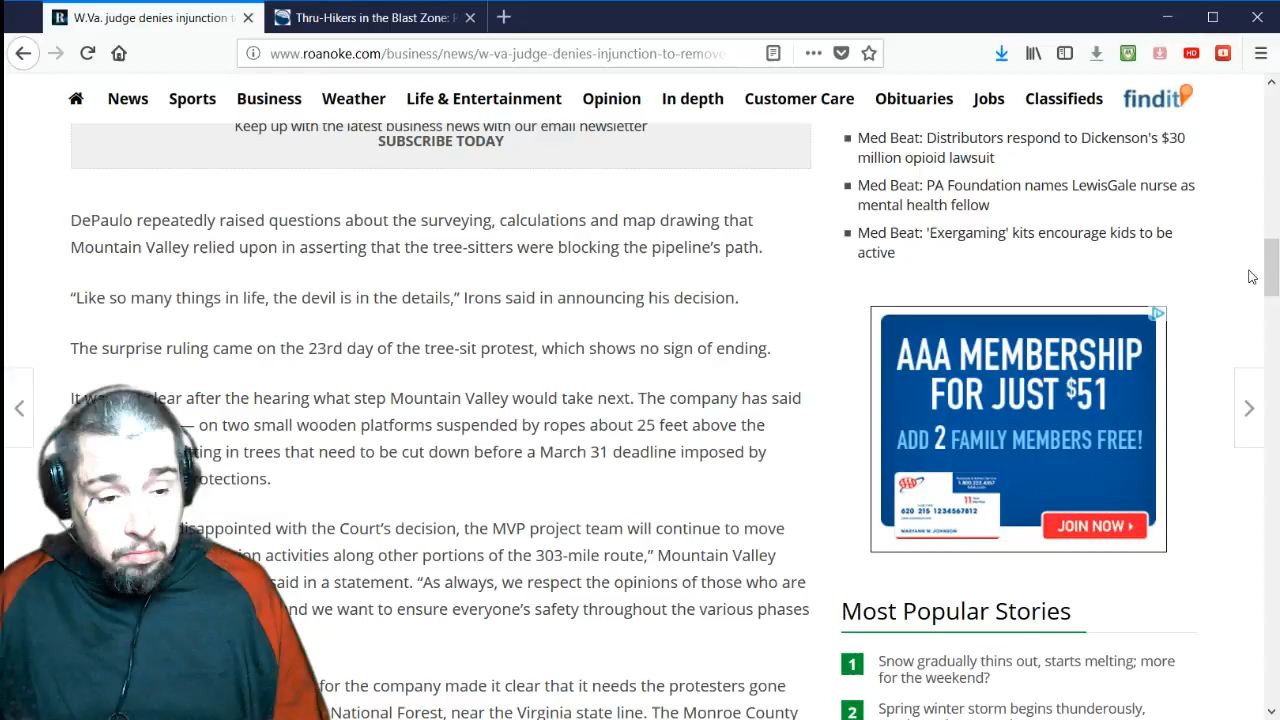 W.Va. judge denies injunction t
Thru-Hikers in the Blast Zone:
www.roanoke.com/business/news/w-va-judge-denies-injunction-to-remove
HD
News Sports Business Weather Life & Entertainment Opinion In depth Customer Care Obituaries Jobs Classifieds findit
Keep up with the latest business news with our email newsletter
SUBSCRIBE TODAY
DePaulo repeatedly raised questions about the surveying, calculations and map drawing that
Mountain Valley relied upon in asserting that the tree-sitters were blocking the pipeline's path.
“Like so many things in life, the devil is in the details,” Irons said in announcing his decision.
The surprise ruling came on the 23rd day of the tree-sit protest, which shows no sign of ending.
It lear after the hearing what step Mountain Valley would take next. The company has said
— on two small wooden platforms suspended by ropes about 25 feet above the
ting in trees that need to be cut down before a March 31 deadline imposed by
rotections.
isappointed with the Court's decision, the MVP project team will continue to move
on activities along other portions of the 303-mile route,” Mountain Valley
said in a statement. “As always, we respect the opinions of those who are
nd we want to ensure everyone's safety throughout the various phases
for the company made it clear that it needs the protesters gone
National Forest, near the Virginia state line. The Monroe County
Med Beat: Distributors respond to Dickenson's $30
million opioid lawsuit
Med Beat: PA Foundation names LewisGale nurse as
mental health fellow
Med Beat: 'Exergaming' kits encourage kids to be
active
AAA MEMBERSHIP
FOR JUST $51
ADD 2 FAMILY MEMBERS FREE!
620 215 1234567812
JOIN NOW
Most Popular Stories
1 Snow gradually thins out, starts melting; more
for the weekend?
2 Spring winter storm begins thunderously,